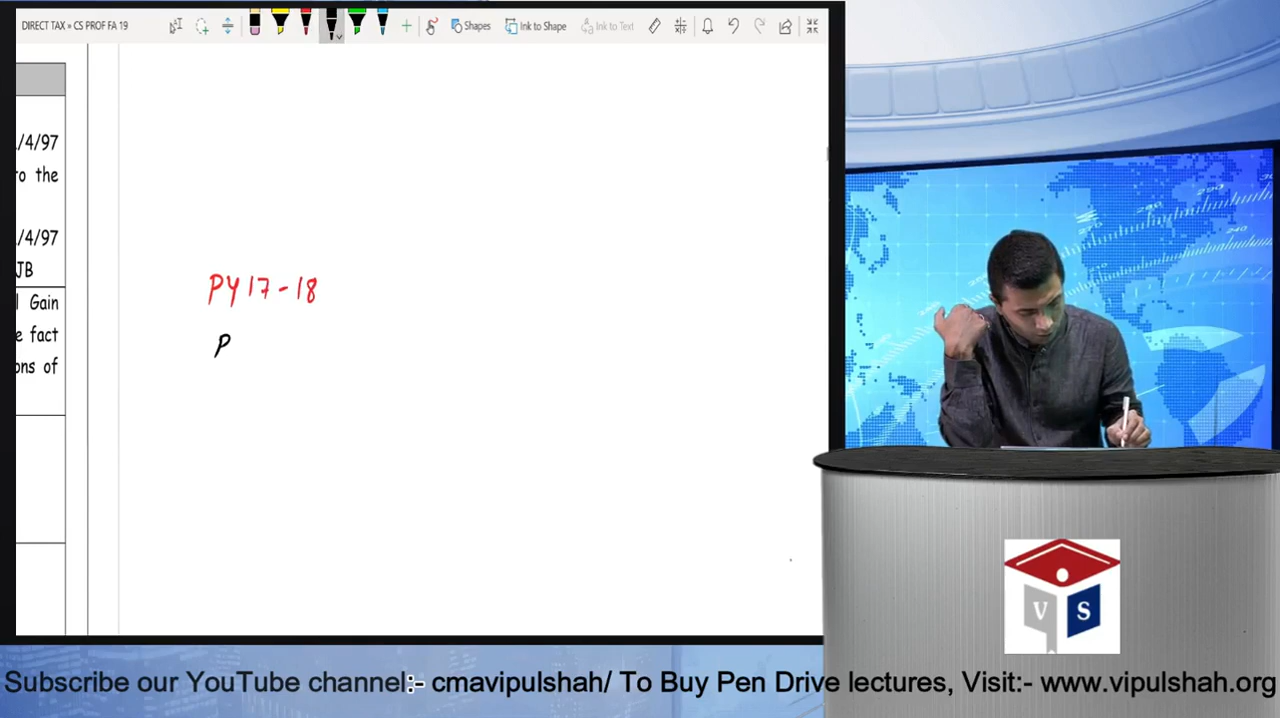 DIRECT TAX » CS PROF FA 19
Shapes
Ink to Shape
Ink to Text
/4/97
to the
/4/97
JB
Gain
e fact
ons of
PY 17-18
P
V S
Subscribe our YouTube channel:- cmavipulshah/ To Buy Pen Drive lectures, Visit:- www.vipulshah.org